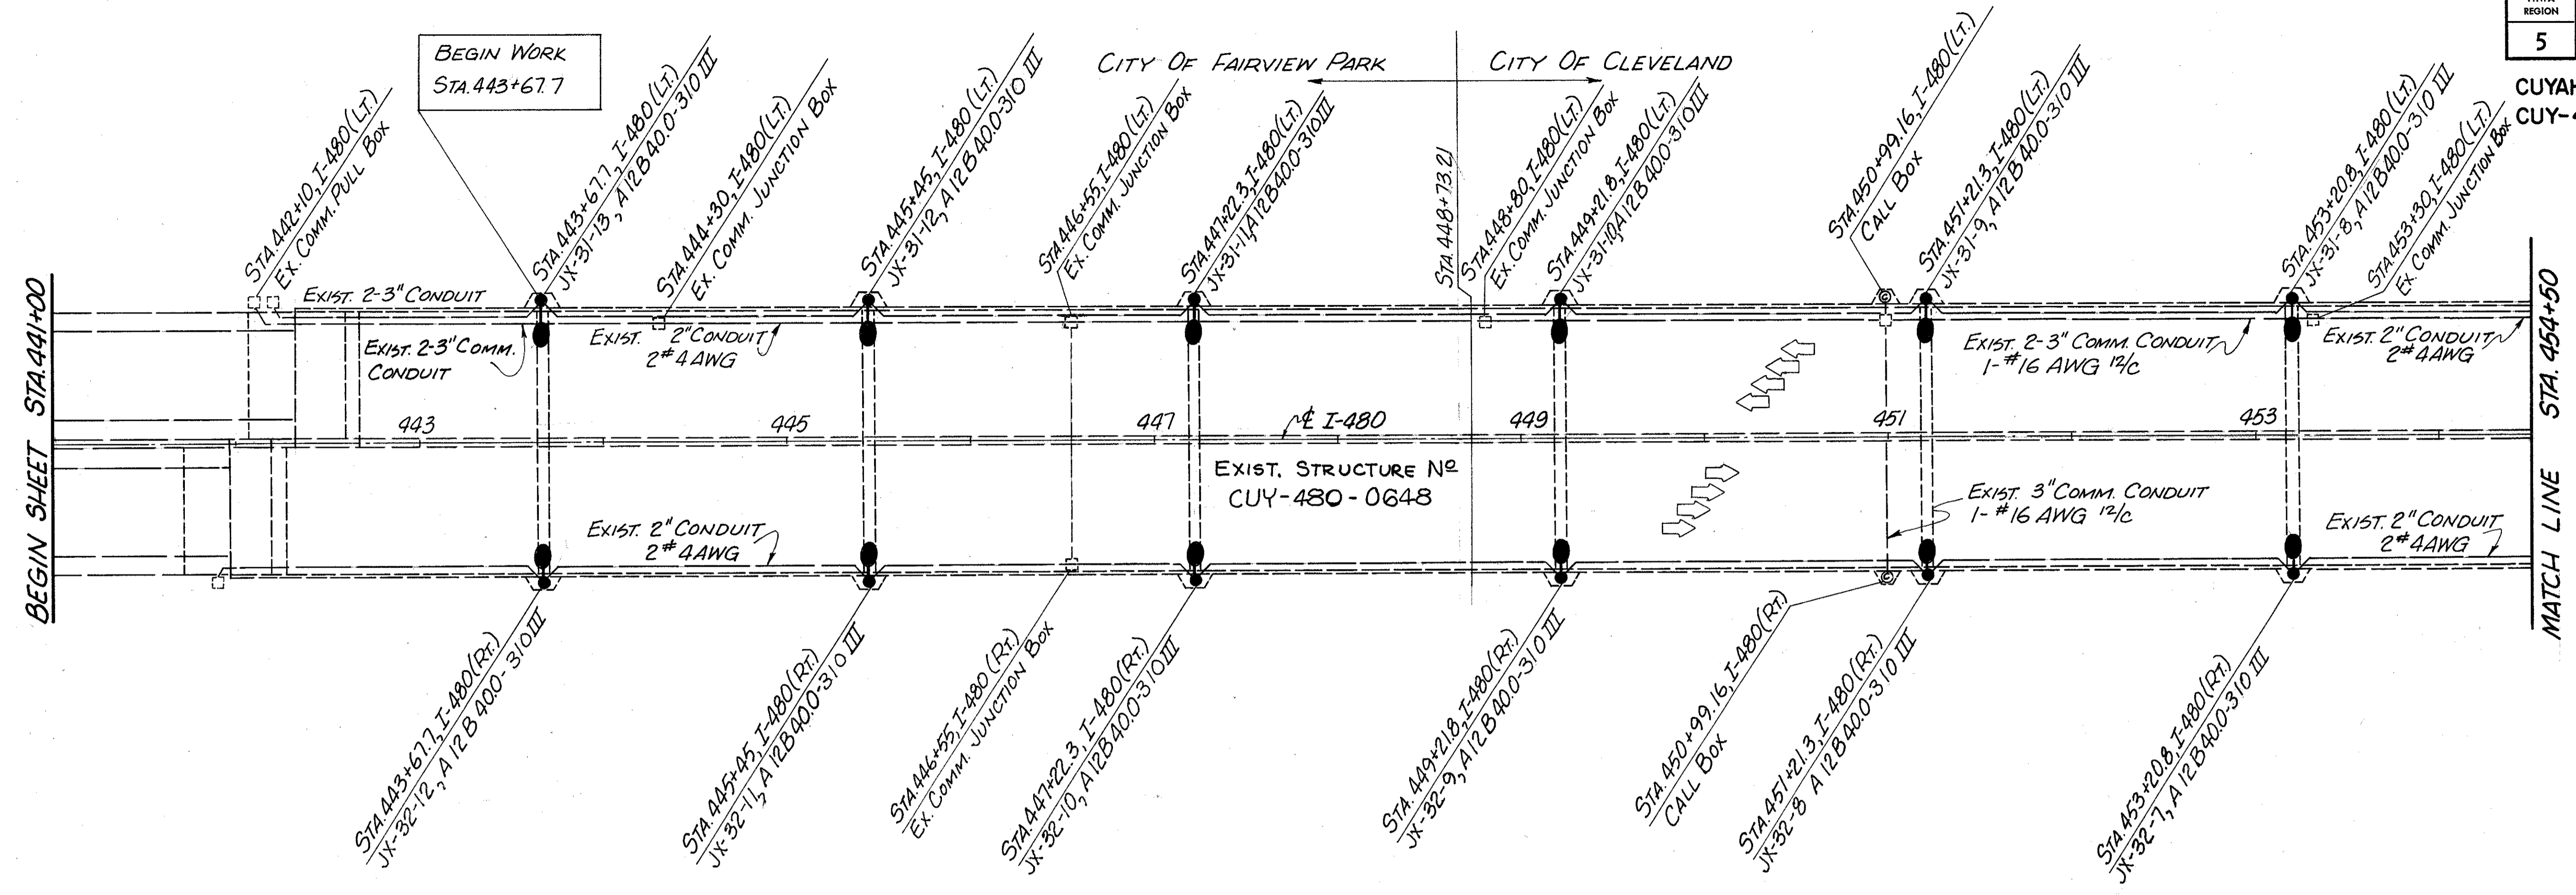 REGION
5
CUYAH
CUY-4
BEGIN WORK
STA.443+67.7
CITY OF FAIRVIEW PARK
CITY OF CLEVELAND
STA.442+10, I-480(LT.)
EX. COMM. PULL BOX
STA.443+67.7, I-480(LT.)
JX-31-13, A12B40.0-310 III
STA.444+30, I-480(LT.)
EX. COMM. JUNCTION BOX
STA.445+45, I-480(LT.)
JX-31-12, A12B40.0-310 III
STA.446+55, I-480(LT.)
EX. COMM. JUNCTION BOX
STA.447+22.3, I-480(LT.)
JX-31-11, A12B40.0-310III
STA.448+73.21
STA.448+80, I-480(LT.)
EX. COMM JUNCTION BOX
STA.449+21.8, I-480(LT.)
JX-31-10, A12B40.0-310III
STA.450+99.16, I-480(LT.)
CALL BOX
STA.451+21.3, I-480(LT.)
JX-31-9, A12B40.0-310 III
STA.453+20.8, I-480(LT.)
JX-31-8, A12B40.0-310 III
STA.453+30, I-480(LT.)
EX. COMM. JUNCTION BOX
BEGIN SHEET STA.441+00
EXIST. 2-3" CONDUIT
EXIST. 2-3" COMM.
CONDUIT
EXIST. 2" CONDUIT
2#4 AWG
EXIST. 2-3" COMM. CONDUIT
1-#16 AWG 12/C
EXIST. 2" CONDUIT
2#4AWG
443
445
447
℄ I-480
449
451
453
EXIST. STRUCTURE Nº
CUY-480-0648
EXIST. 2" CONDUIT
2#4AWG
EXIST. 3" COMM. CONDUIT
1-#16 AWG 12/C
EXIST. 2" CONDUIT
2#4AWG
MATCH LINE STA. 454+50
STA.443+67.7, I-480(RT.)
JX-32-12, A12B 40.0-310III
STA.445+45, I-480(RT.)
JX-32-11, A12B40.0-310 III
STA.446+55, I-480(RT.)
EX. COMM. JUNCTION BOX
STA.447+22.3, I-480(RT.)
JX-32-10, A12B40.0-310III
STA.449+21.8, I-480(RT.)
JX-32-9, A12B40.0-310 III
STA.450+99.16, I-480(RT.)
CALL BOX
STA.451+21.3, I-480(RT.)
JX-32-8 A12B40.0-310 III
STA.453+20.8, I-480(RT.)
JX-32-7, A12B40.0-310 III